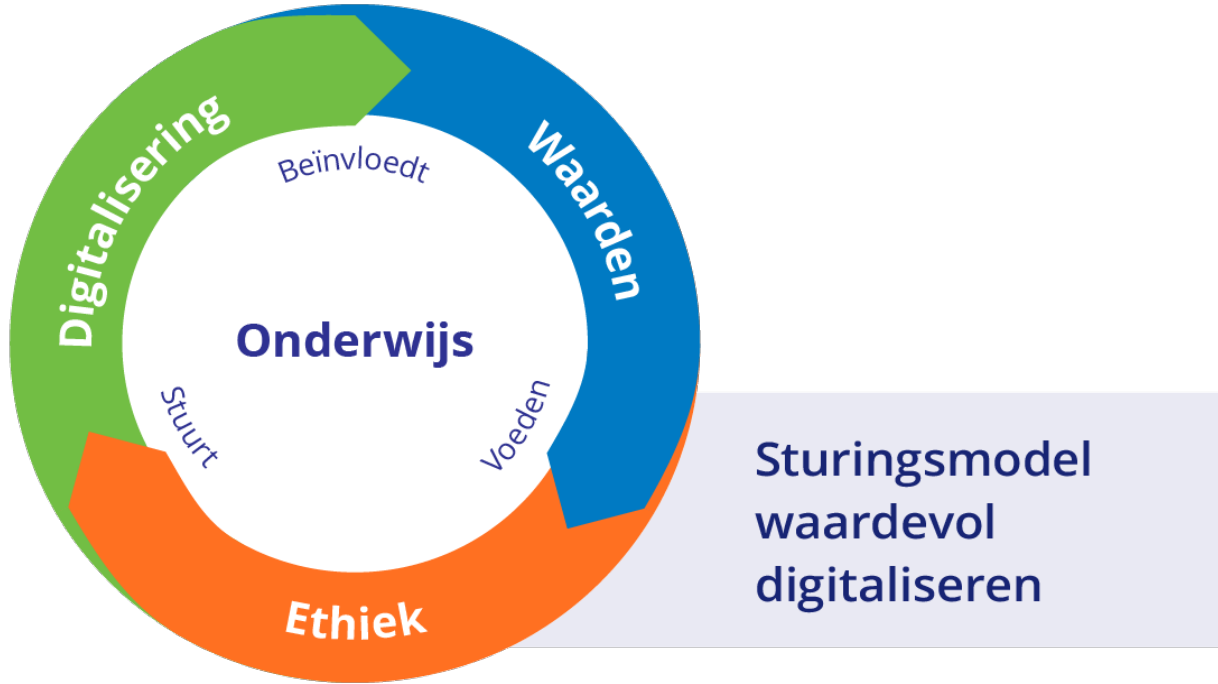 Digitalisering
Waarden
Beïnvloedt
Onderwijs
Stuurt
Voeden
Ethiek
Sturingsmodel
waardevol
digitaliseren